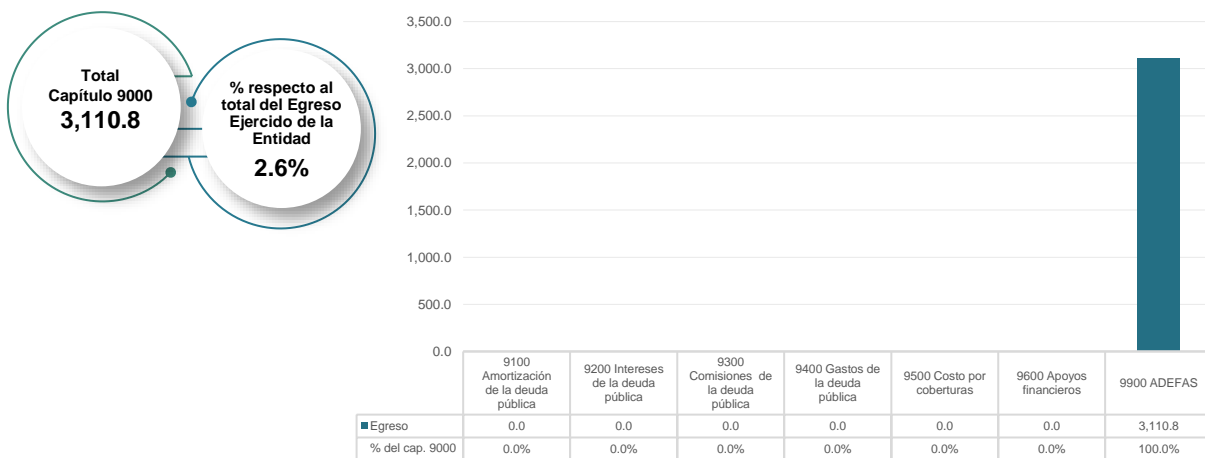 Total
Capítulo 9000
3,110.8
% respecto al
total del Egreso
Ejercido de la
Entidad
2.6%
3,500.0
3,000.0
2,500.0
2,000.0
1,500.0
1,000.0
500.0
0.0
9100
Amortización
de la deuda
pública
9200 Intereses
de la deuda
pública
9300
Comisiones de
la deuda
pública
9400 Gastos de
la deuda
pública
9500 Costo por
coberturas
9600 Apoyos
financieros
9900 ADEFAS
Egreso 0.0 0.0 0.0 0.0 0.0 0.0 3,110.8
% del cap. 9000 0.0% 0.0% 0.0% 0.0% 0.0% 0.0% 100.0%